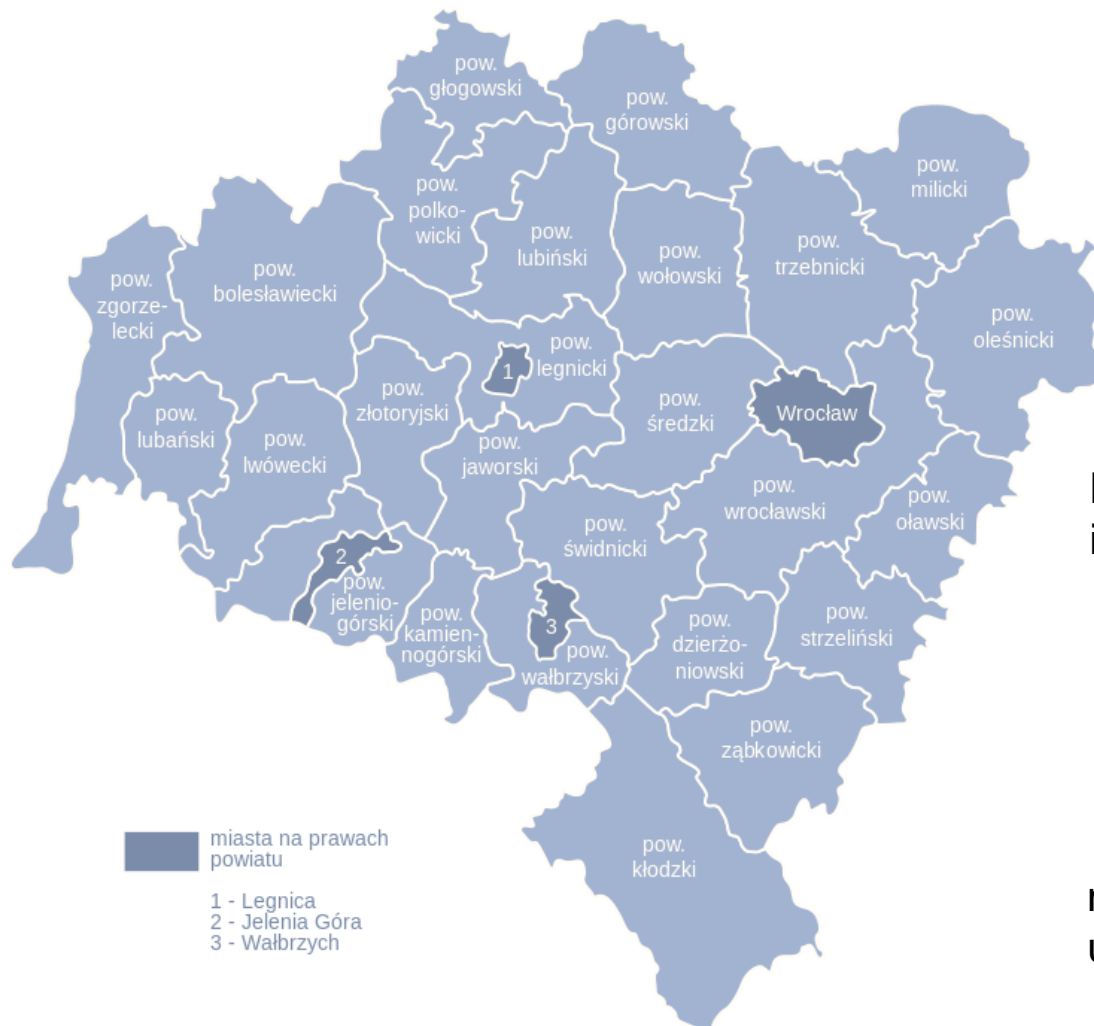 pow.
głogowski
pow.
górowski
pow.
milicki
pow.
polko-
wicki
pow.
lubiński
pow.
wołowski
pow.
trzebnicki
pow.
zgorze-
lecki
pow.
bolesławiecki
pow.
oleśnicki
pow.
legnicki
1
pow.
złotoryjski
pow.
lubański
pow.
lwówecki
pow.
jaworski
pow.
średzki
Wrocław
pow.
wrocławski
pow.
oławski
pow.
świdnicki
2
pow.
jelenio-
górski
pow.
kamien-
nogórski
3
pow.
wałbrzyski
pow.
dzierżo-
niowski
pow.
strzeliński
pow.
ząbkowicki
pow.
kłodzki
miasta na prawach
powiatu
1 - Legnica
2 - Jelenia Góra
3 - Wałbrzych